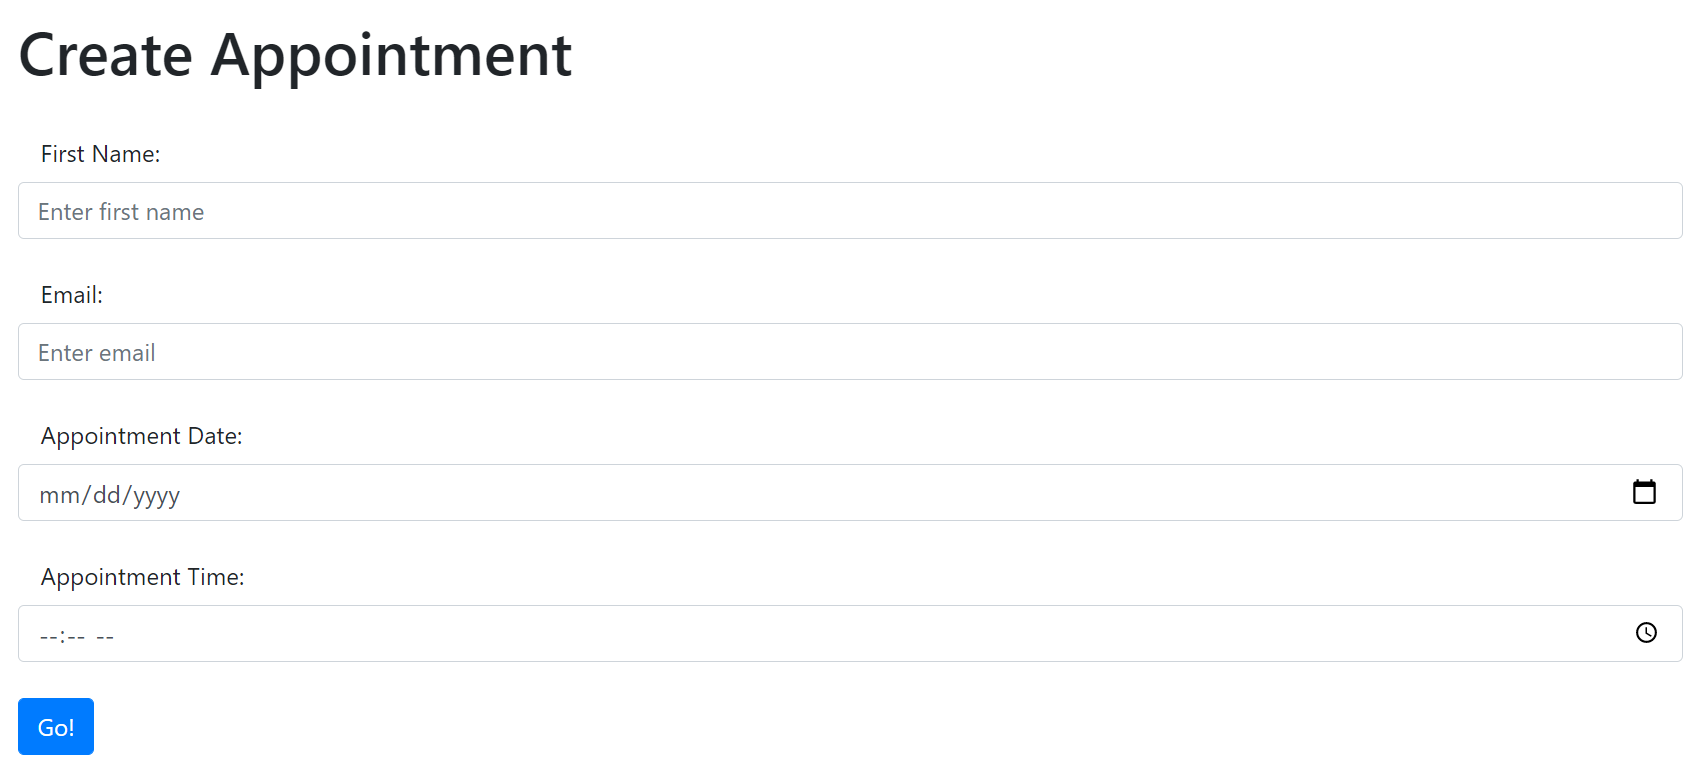 Create Appointment
First Name:
Enter first name
Email:
Enter email
Appointment Date:
mm/dd/yyyy
Appointment Time:
--:-- --
Go!